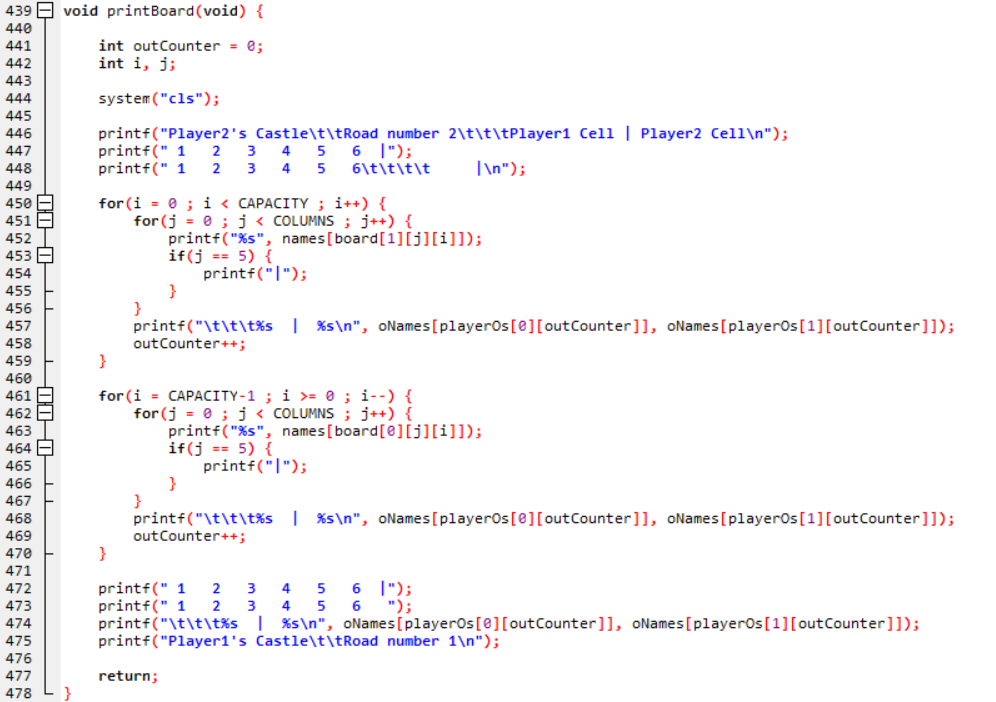 439 void printBoard(void) {
440
441     int outCounter = 0;
442     int i, j;
443
444     system("cls");
445
446     printf("Player2's Castle\t\tRoad number 2\t\t\tPlayer1 Cell | Player2 Cell\n");
447     printf(" 1   2   3   4   5   6  |");
448     printf(" 1   2   3   4   5   6\t\t\t\t     |\n");
449
450     for(i = 0 ; i < CAPACITY ; i++) {
451         for(j = 0 ; j < COLUMNS ; j++) {
452             printf("%s", names[board[1][j][i]]);
453             if(j == 5) {
454                 printf("|");
455             }
456         }
457         printf("\t\t\t%s  |  %s\n", oNames[playerOs[0][outCounter]], oNames[playerOs[1][outCounter]]);
458         outCounter++;
459     }
460
461     for(i = CAPACITY-1 ; i >= 0 ; i--) {
462         for(j = 0 ; j < COLUMNS ; j++) {
463             printf("%s", names[board[0][j][i]]);
464             if(j == 5) {
465                 printf("|");
466             }
467         }
468         printf("\t\t\t%s  |  %s\n", oNames[playerOs[0][outCounter]], oNames[playerOs[1][outCounter]]);
469         outCounter++;
470     }
471
472     printf(" 1   2   3   4   5   6  |");
473     printf(" 1   2   3   4   5   6   ");
474     printf("\t\t\t%s  |  %s\n", oNames[playerOs[0][outCounter]], oNames[playerOs[1][outCounter]]);
475     printf("Player1's Castle\t\tRoad number 1\n");
476
477     return;
478 }